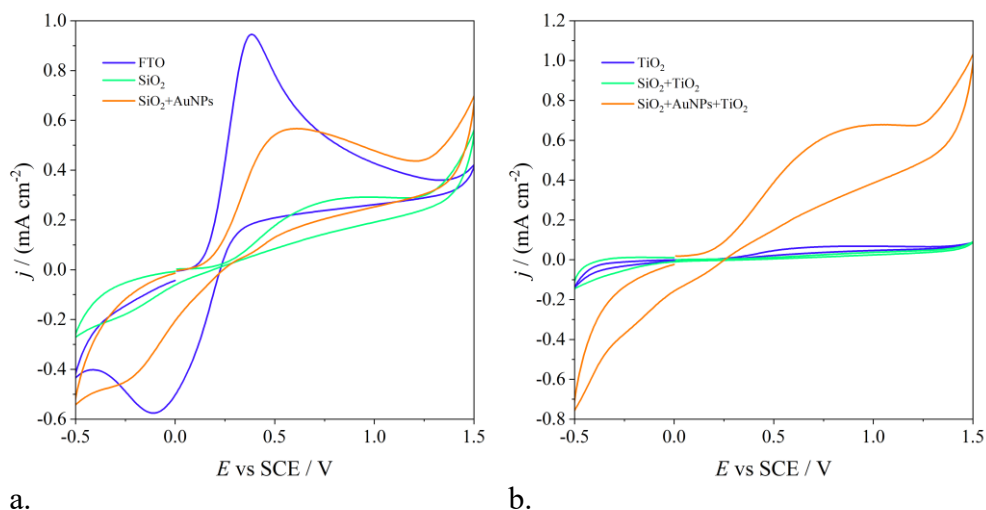 1.0
0.8
0.6
0.4
0.2
0.0
-0.2
-0.4
-0.6
j / (mA cm⁻²)
FTO
SiO₂
SiO₂+AuNPs
-0.5 0.0 0.5 1.0 1.5
E vs SCE / V
a.
1.2
1.0
0.8
0.6
0.4
0.2
0.0
-0.2
-0.4
-0.6
-0.8
j / (mA cm⁻²)
TiO₂
SiO₂+TiO₂
SiO₂+AuNPs+TiO₂
-0.5 0.0 0.5 1.0 1.5
E vs SCE / V
b.